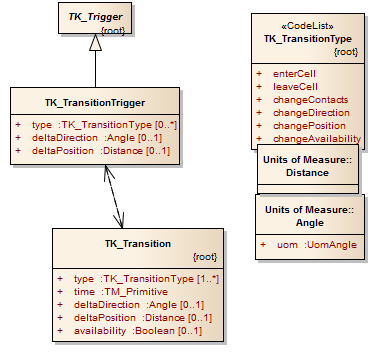 TK_Trigger
{root}
TK_TransitionTrigger
+ type :TK_TransitionType [0..*]
+ deltaDirection :Angle [0..1]
+ deltaPosition :Distance [0..1]
TK_Transition
{root}
+ type :TK_TransitionType [1..*]
+ time :TM_Primitive
+ deltaDirection :Angle [0..1]
+ deltaPosition :Distance [0..1]
+ availability :Boolean [0..1]
«CodeList»
TK_TransitionType
{root}
+ enterCell
+ leaveCell
+ changeContacts
+ changeDirection
+ changePosition
+ changeAvailability
Units of Measure::
Distance
Units of Measure::
Angle
+ uom :UomAngle